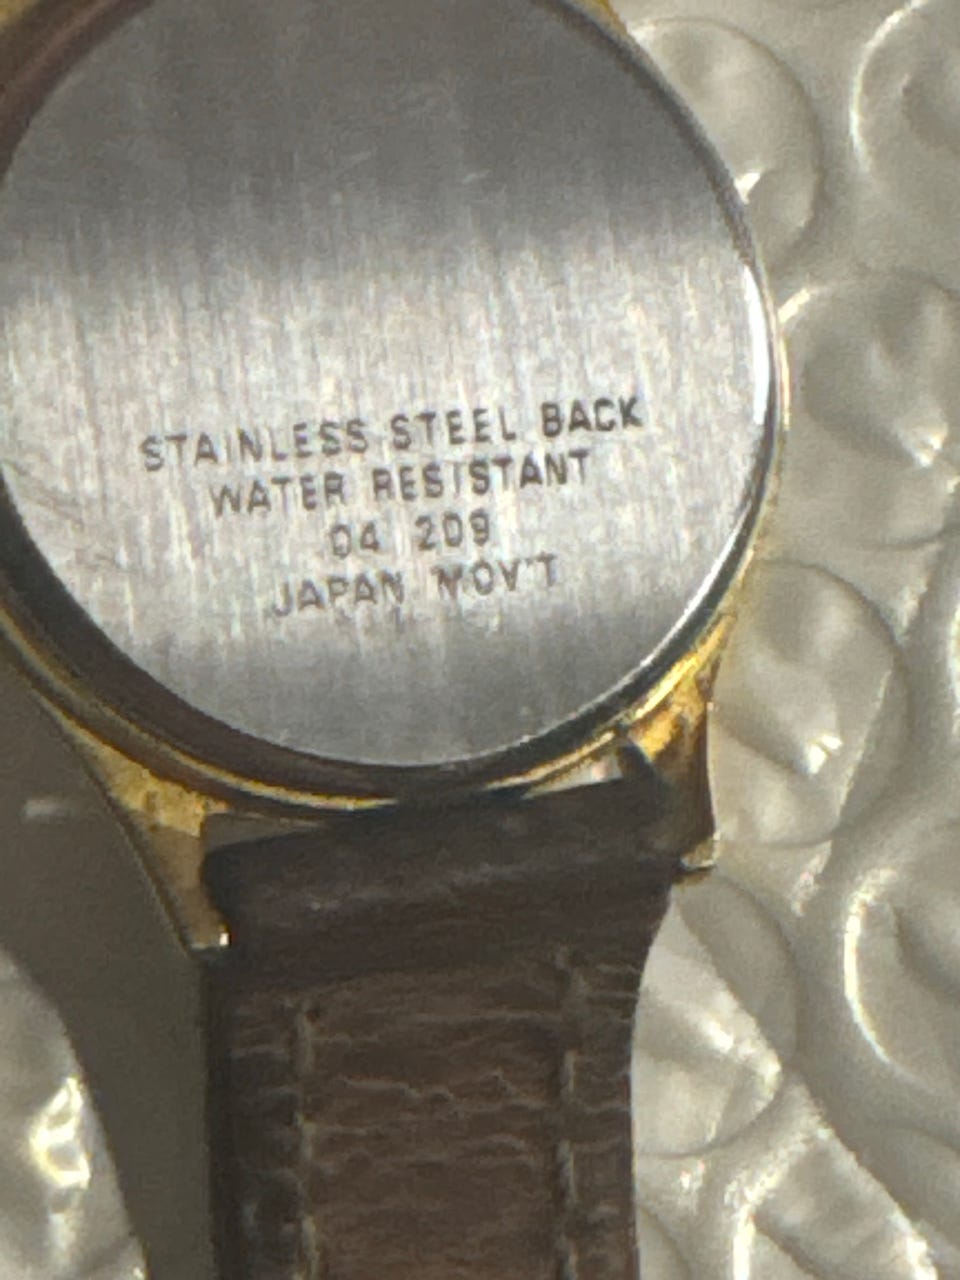 STAINLESS STEEL BACK
WATER RESISTANT
04 209
JAPAN MOV'T